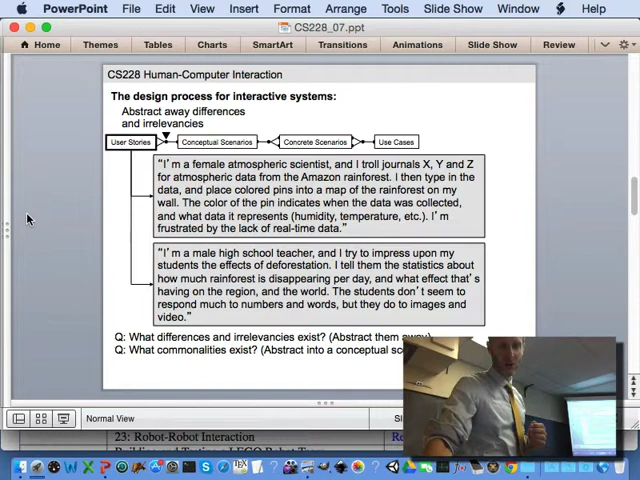 PowerPoint File Edit View Insert Format Arrange Tools Slide Show Window Help
CS228_07.ppt
Home Themes Tables Charts SmartArt Transitions Animations Slide Show Review
CS228 Human-Computer Interaction
The design process for interactive systems:
Abstract away differences
and irrelevancies
User Stories Conceptual Scenarios Concrete Scenarios Use Cases
"I'm a female atmospheric scientist, and I troll journals X, Y and Z
for atmospheric data from the Amazon rainforest. I then type in the
data, and place colored pins into a map of the rainforest on my
wall. The color of the pin indicates when the data was collected,
and what data it represents (humidity, temperature, etc.). I'm
frustrated by the lack of real-time data."
"I'm a male high school teacher, and I try to impress upon my
students the effects of deforestation. I tell them the statistics about
how much rainforest is disappearing per day, and what effect that's
having on the region, and the world. The students don't seem to
respond much to numbers and words, but they do to images and
video."
Q: What differences and irrelevancies exist? (Abstract them away)
Q: What commonalities exist? (Abstract into a conceptual
Normal View
23: Robot-Robot Interaction